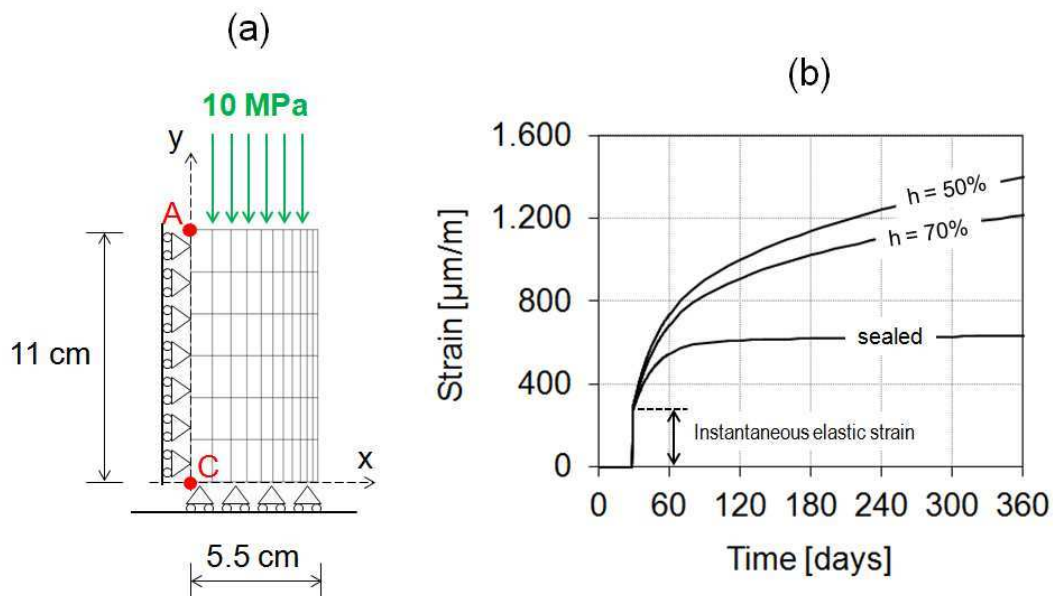 (a)
10 MPa
y
A
11 cm
C
x
5.5 cm
(b)
1.600
1.200
800
400
0
Strain [µm/m]
h = 50%
h = 70%
sealed
Instantaneous elastic strain
0 60 120 180 240 300 360
Time [days]